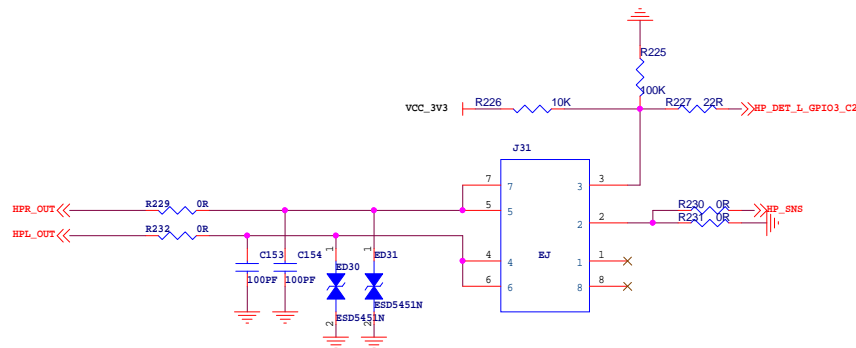 R225
100K
VCC_3V3
R226 10K
R227 22R
HP_DET_L_GPIO3_C2
J31
7 7
3 3
HPR_OUT
R229 0R
5 5
R230 0R
HP_SNS
2 2
R231 0R
HPL_OUT
R232 0R
C153 C154
100PF 100PF
1 1
ED30 ED31
4 4
EJ
1 1
6 6
8 8
2 2
ESD5451N ESD5451N